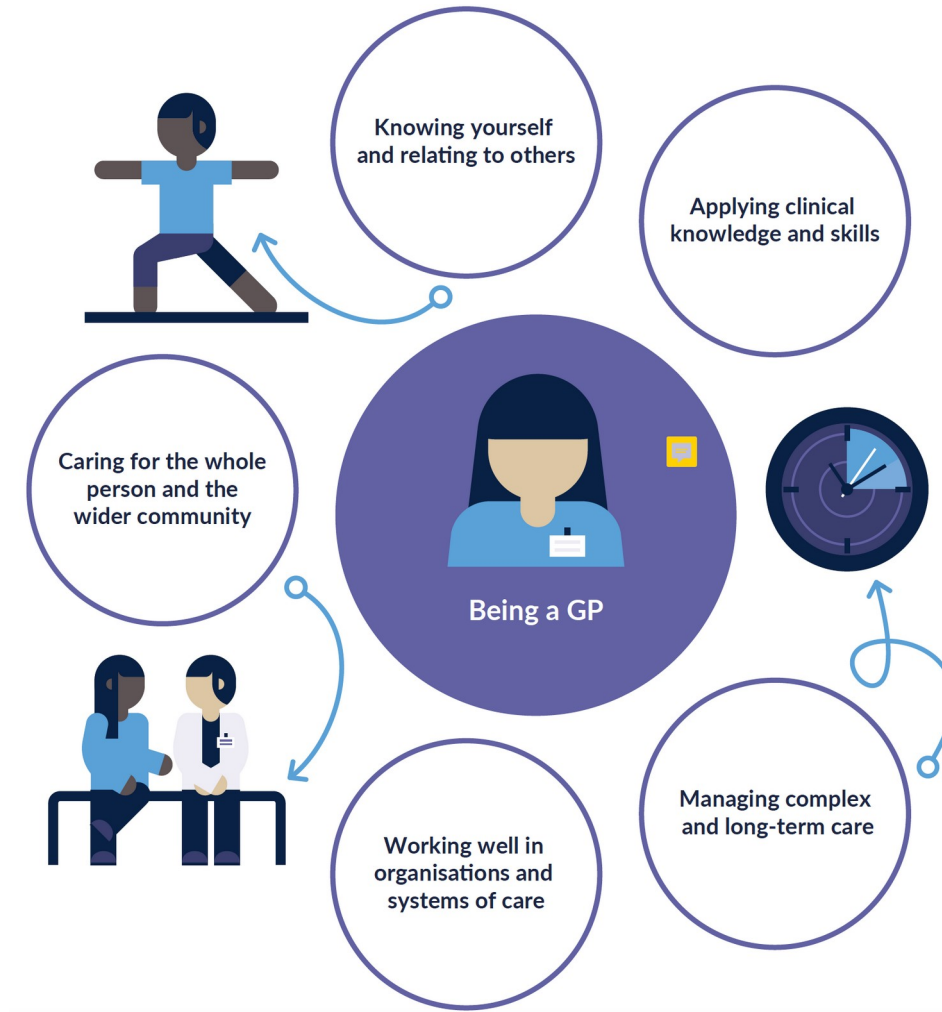 Knowing yourself
and relating to others
Applying clinical
knowledge and skills
Caring for the whole
person and the
wider community
Being a GP
Managing complex
and long-term care
Working well in
organisations and
systems of care